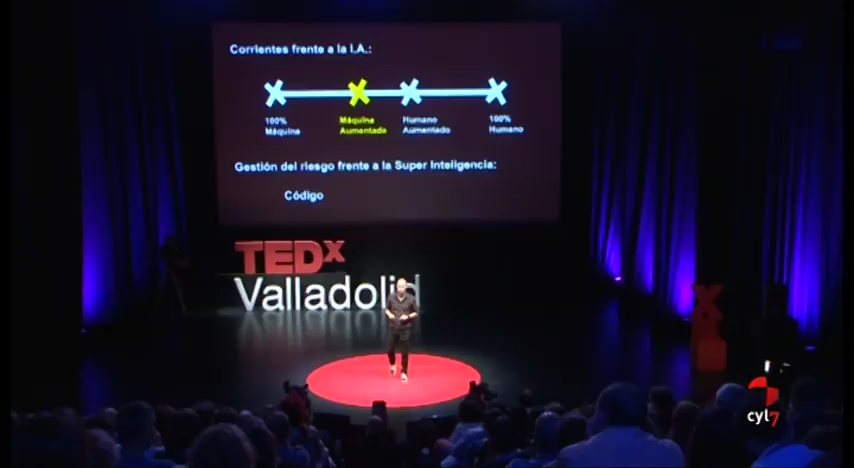 Corrientes frente a la I.A.:
100% Máquina
Máquina Aumentada
Humano Aumentado
100% Humano
Gestión del riesgo frente a la Super Inteligencia:
Código
TEDx
Valladolid
cyl7